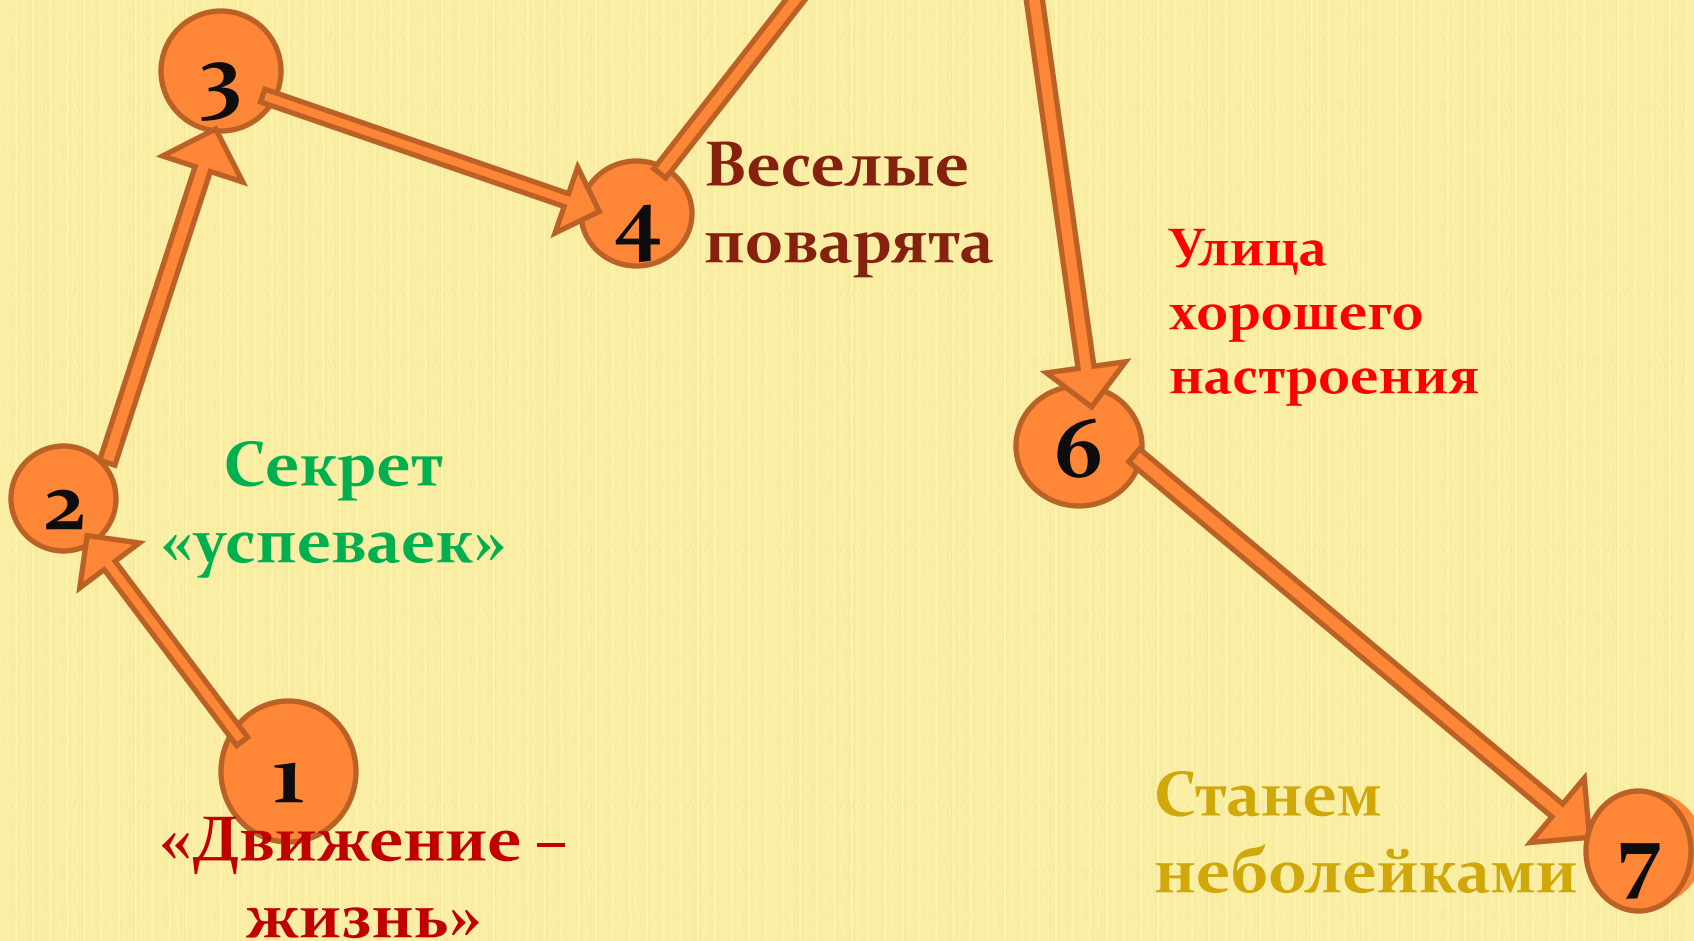 3
4
Веселые
поварята
Улица
хорошего
настроения
6
2
Секрет
«успеваек»
1
«Движение –
жизнь»
Станем
неболейками
7